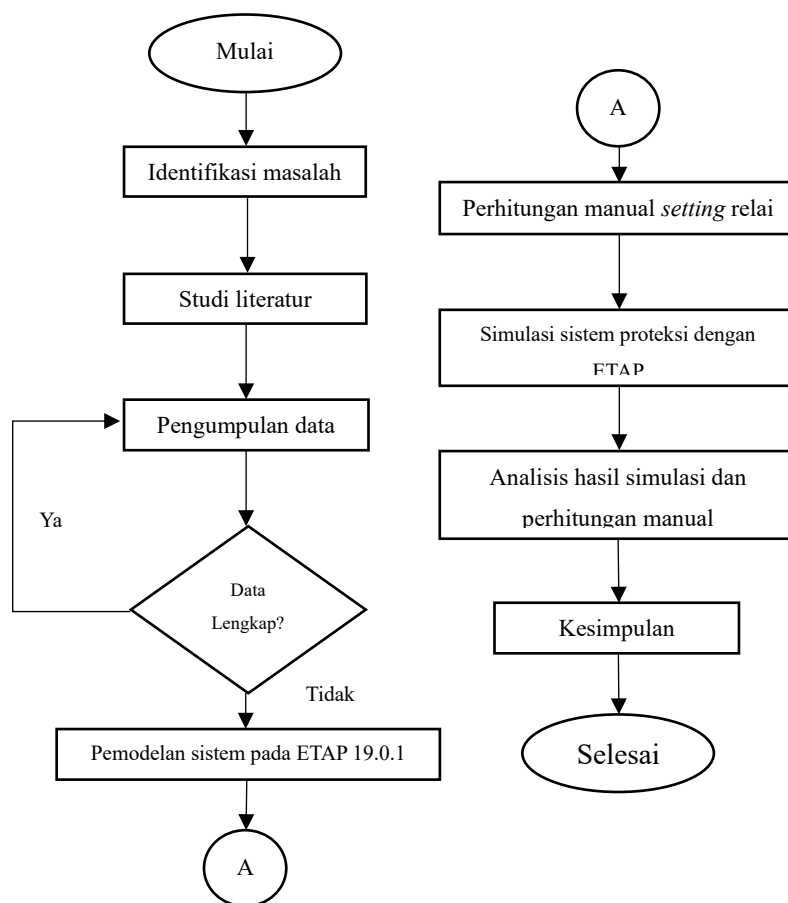 Mulai
Identifikasi masalah
Studi literatur
Pengumpulan data
Ya
Data
Lengkap?
Tidak
Pemodelan sistem pada ETAP 19.0.1
A
A
Perhitungan manual setting relai
Simulasi sistem proteksi dengan
ETAP
Analisis hasil simulasi dan
perhitungan manual
Kesimpulan
Selesai